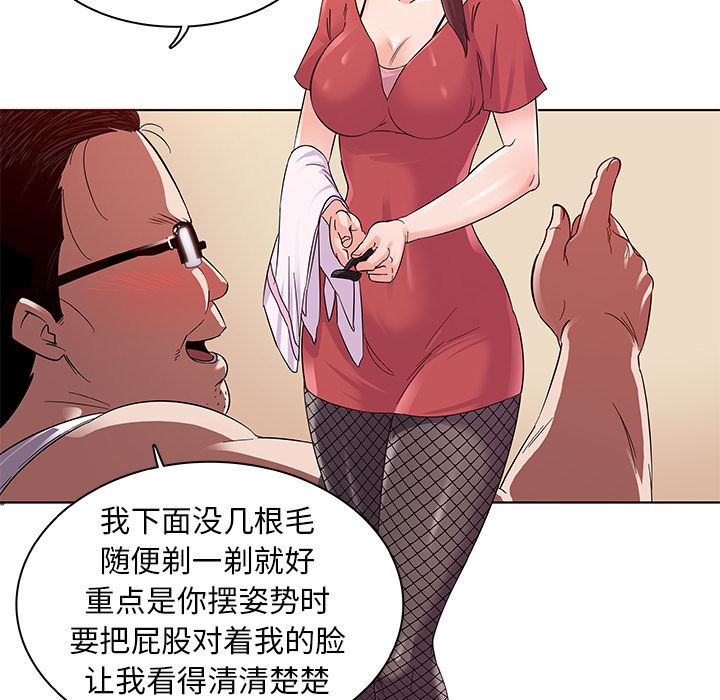 我下面没几根毛
随便剃一剃就好
重点是你摆姿势时
要把屁股对着我的脸
让我看得清清楚楚